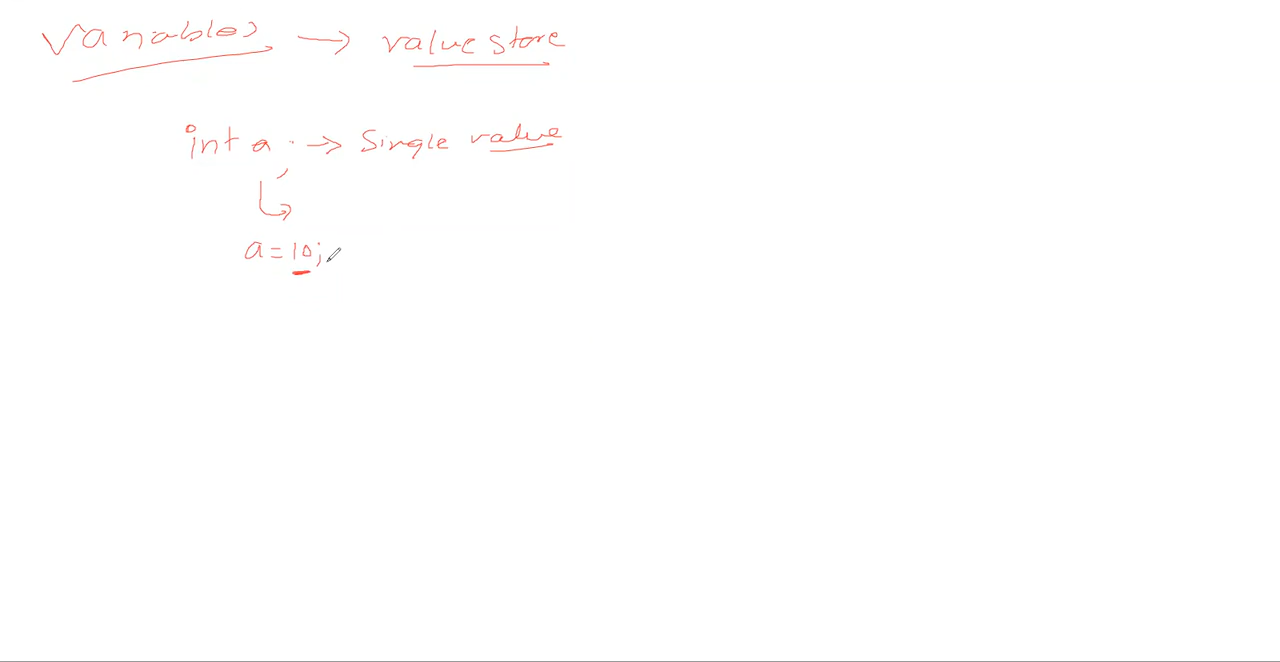 Variables → value store
int a ; → Single value
a = 10;